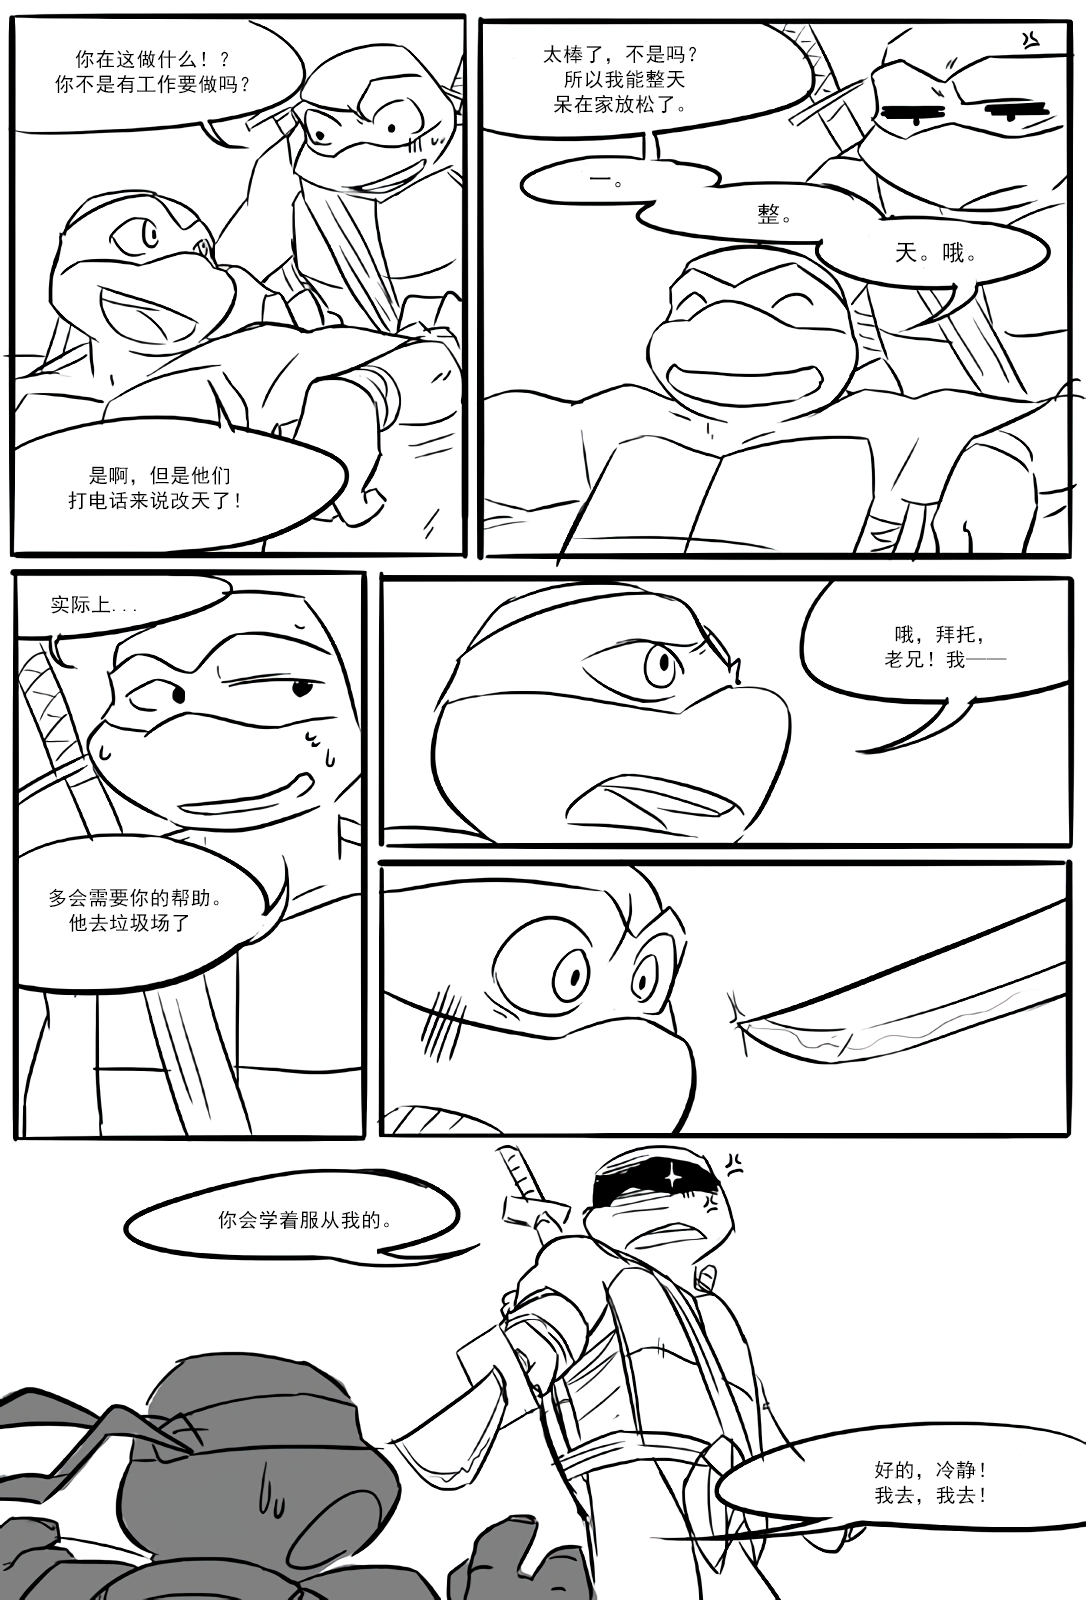 你在这做什么！？
你不是有工作要做吗？
是啊，但是他们
打电话来说改天了！
太棒了，不是吗？
所以我能整天
呆在家放松了。
一。
整。
天。哦。
实际上...
多会需要你的帮助。
他去垃圾场了
哦，拜托，
老兄！我——
你会学着服从我的。
好的，冷静！
我去，我去！